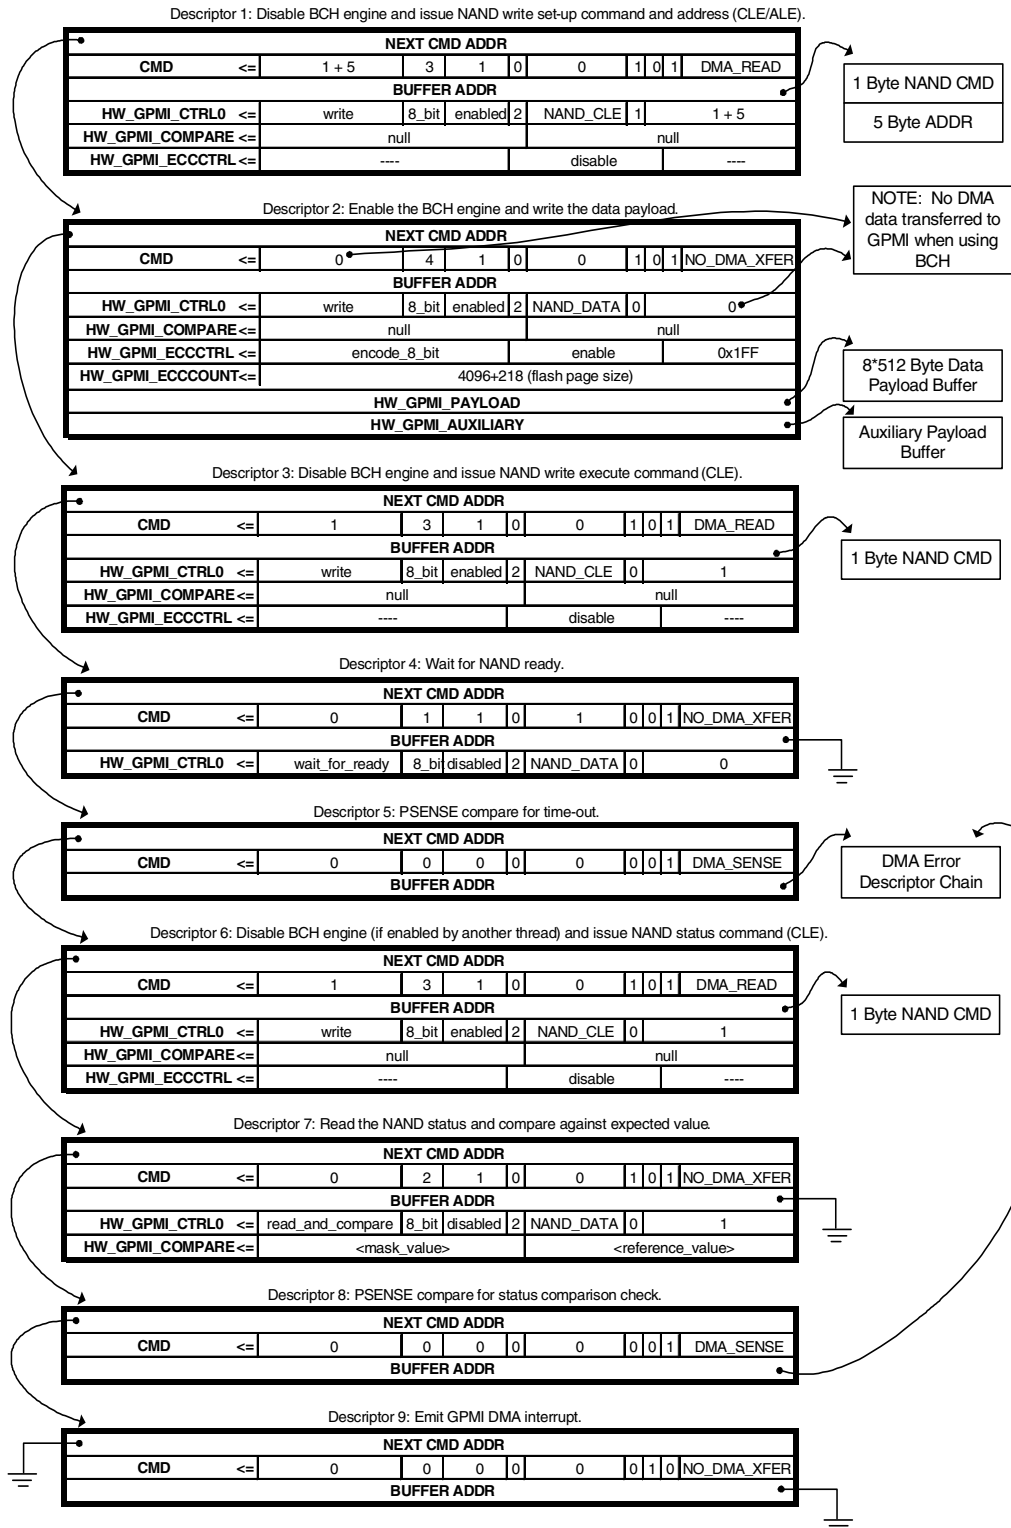 Descriptor 1: Disable BCH engine and issue NAND write set-up command and address (CLE/ALE).
NEXT CMD ADDR
CMD <= 1 + 5 3 1 0 0 1 0 1 DMA_READ
BUFFER ADDR
HW_GPMI_CTRL0 <= write 8_bit enabled 2 NAND_CLE 1 1 + 5
HW_GPMI_COMPARE <= null null
HW_GPMI_ECCCTRL <= ---- disable ----
1 Byte NAND CMD
5 Byte ADDR
Descriptor 2: Enable the BCH engine and write the data payload.
NEXT CMD ADDR
CMD <= 0 4 1 0 0 1 0 1 NO_DMA_XFER
BUFFER ADDR
HW_GPMI_CTRL0 <= write 8_bit enabled 2 NAND_DATA 0 0
HW_GPMI_COMPARE<= null null
HW_GPMI_ECCCTRL <= encode_8_bit enable 0x1FF
HW_GPMI_ECCCOUNT<= 4096+218 (flash page size)
HW_GPMI_PAYLOAD
HW_GPMI_AUXILIARY
NOTE: No DMA
data transferred to
GPMI when using
BCH
8*512 Byte Data
Payload Buffer
Auxiliary Payload
Buffer
Descriptor 3: Disable BCH engine and issue NAND write execute command (CLE).
NEXT CMD ADDR
CMD <= 1 3 1 0 0 1 0 1 DMA_READ
BUFFER ADDR
HW_GPMI_CTRL0 <= write 8_bit enabled 2 NAND_CLE 0 1
HW_GPMI_COMPARE<= null null
HW_GPMI_ECCCTRL <= ---- disable ----
1 Byte NAND CMD
Descriptor 4: Wait for NAND ready.
NEXT CMD ADDR
CMD <= 0 1 1 0 1 0 0 1 NO_DMA_XFER
BUFFER ADDR
HW_GPMI_CTRL0 <= wait_for_ready 8_bit disabled 2 NAND_DATA 0 0
Descriptor 5: PSENSE compare for time-out.
NEXT CMD ADDR
CMD <= 0 0 0 0 0 0 0 1 DMA_SENSE
BUFFER ADDR
DMA Error
Descriptor Chain
Descriptor 6: Disable BCH engine (if enabled by another thread) and issue NAND status command (CLE).
NEXT CMD ADDR
CMD <= 1 3 1 0 0 1 0 1 DMA_READ
BUFFER ADDR
HW_GPMI_CTRL0 <= write 8_bit enabled 2 NAND_CLE 0 1
HW_GPMI_COMPARE<= null null
HW_GPMI_ECCCTRL <= ---- disable ----
1 Byte NAND CMD
Descriptor 7: Read the NAND status and compare against expected value.
NEXT CMD ADDR
CMD <= 0 2 1 0 0 1 0 1 NO_DMA_XFER
BUFFER ADDR
HW_GPMI_CTRL0 <= read_and_compare 8_bit disabled 2 NAND_DATA 0 1
HW_GPMI_COMPARE<= <mask_value> <reference_value>
Descriptor 8: PSENSE compare for status comparison check.
NEXT CMD ADDR
CMD <= 0 0 0 0 0 0 0 1 DMA_SENSE
BUFFER ADDR
Descriptor 9: Emit GPMI DMA interrupt.
NEXT CMD ADDR
CMD <= 0 0 0 0 0 0 1 0 NO_DMA_XFER
BUFFER ADDR